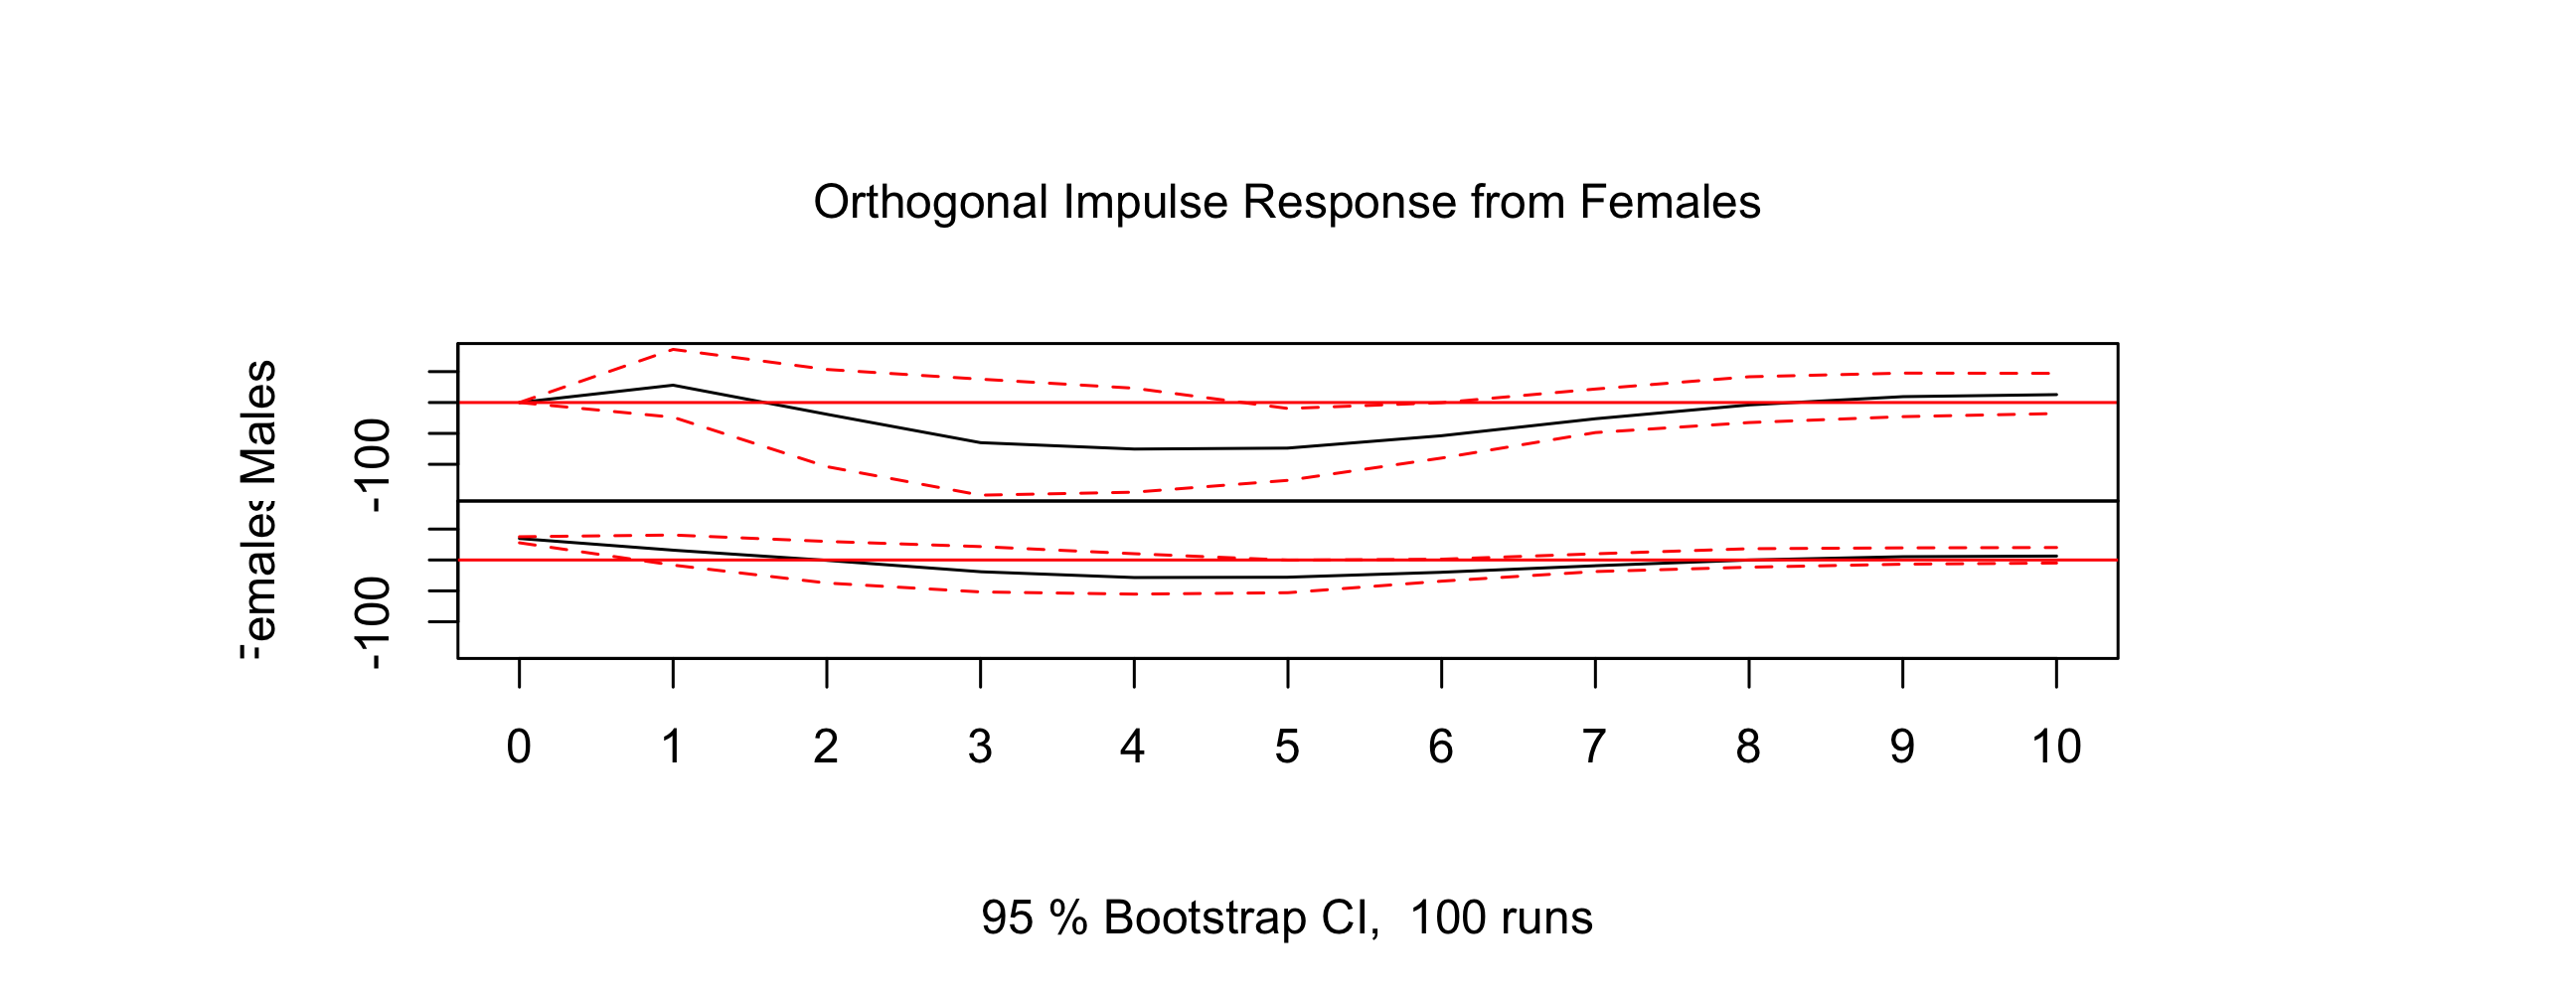 Orthogonal Impulse Response from Females
Males
-100
Females
-100
0 1 2 3 4 5 6 7 8 9 10
95 % Bootstrap CI,  100 runs